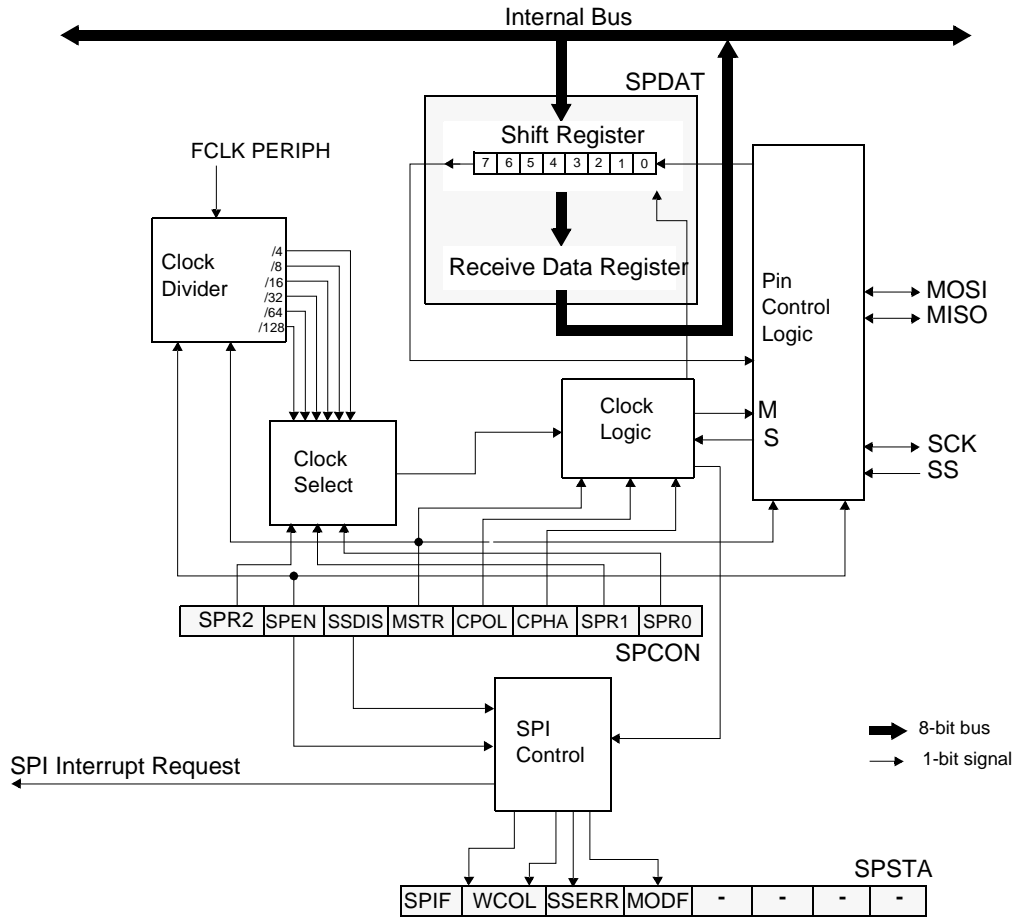 Internal Bus
SPDAT
Shift Register
7 6 5 4 3 2 1 0
FCLK PERIPH
Clock
Divider
/4
/8
/16
/32
/64
/128
Receive Data Register
Pin
Control
Logic
MOSI
MISO
M
S
SCK
SS
Clock
Logic
Clock
Select
SPR2 SPEN SSDIS MSTR CPOL CPHA SPR1 SPR0
SPCON
SPI
Control
8-bit bus
1-bit signal
SPI Interrupt Request
SPSTA
SPIF WCOL SSERR MODF - - - -